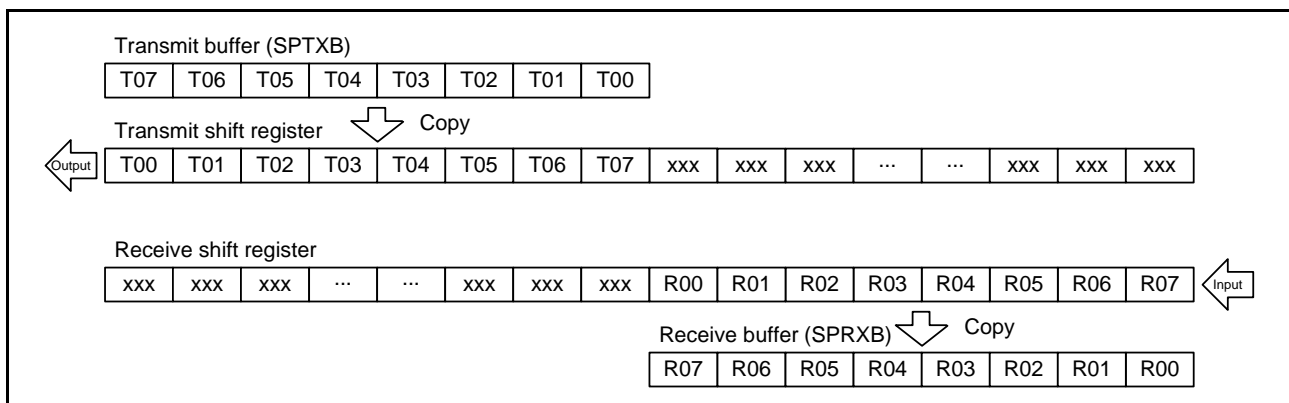 Transmit buffer (SPTXB)
T07 T06 T05 T04 T03 T02 T01 T00
Copy
Transmit shift register
Output T00 T01 T02 T03 T04 T05 T06 T07 xxx xxx xxx ... ... xxx xxx xxx
Receive shift register
xxx xxx xxx ... ... xxx xxx xxx R00 R01 R02 R03 R04 R05 R06 R07 Input
Receive buffer (SPRXB) Copy
R07 R06 R05 R04 R03 R02 R01 R00